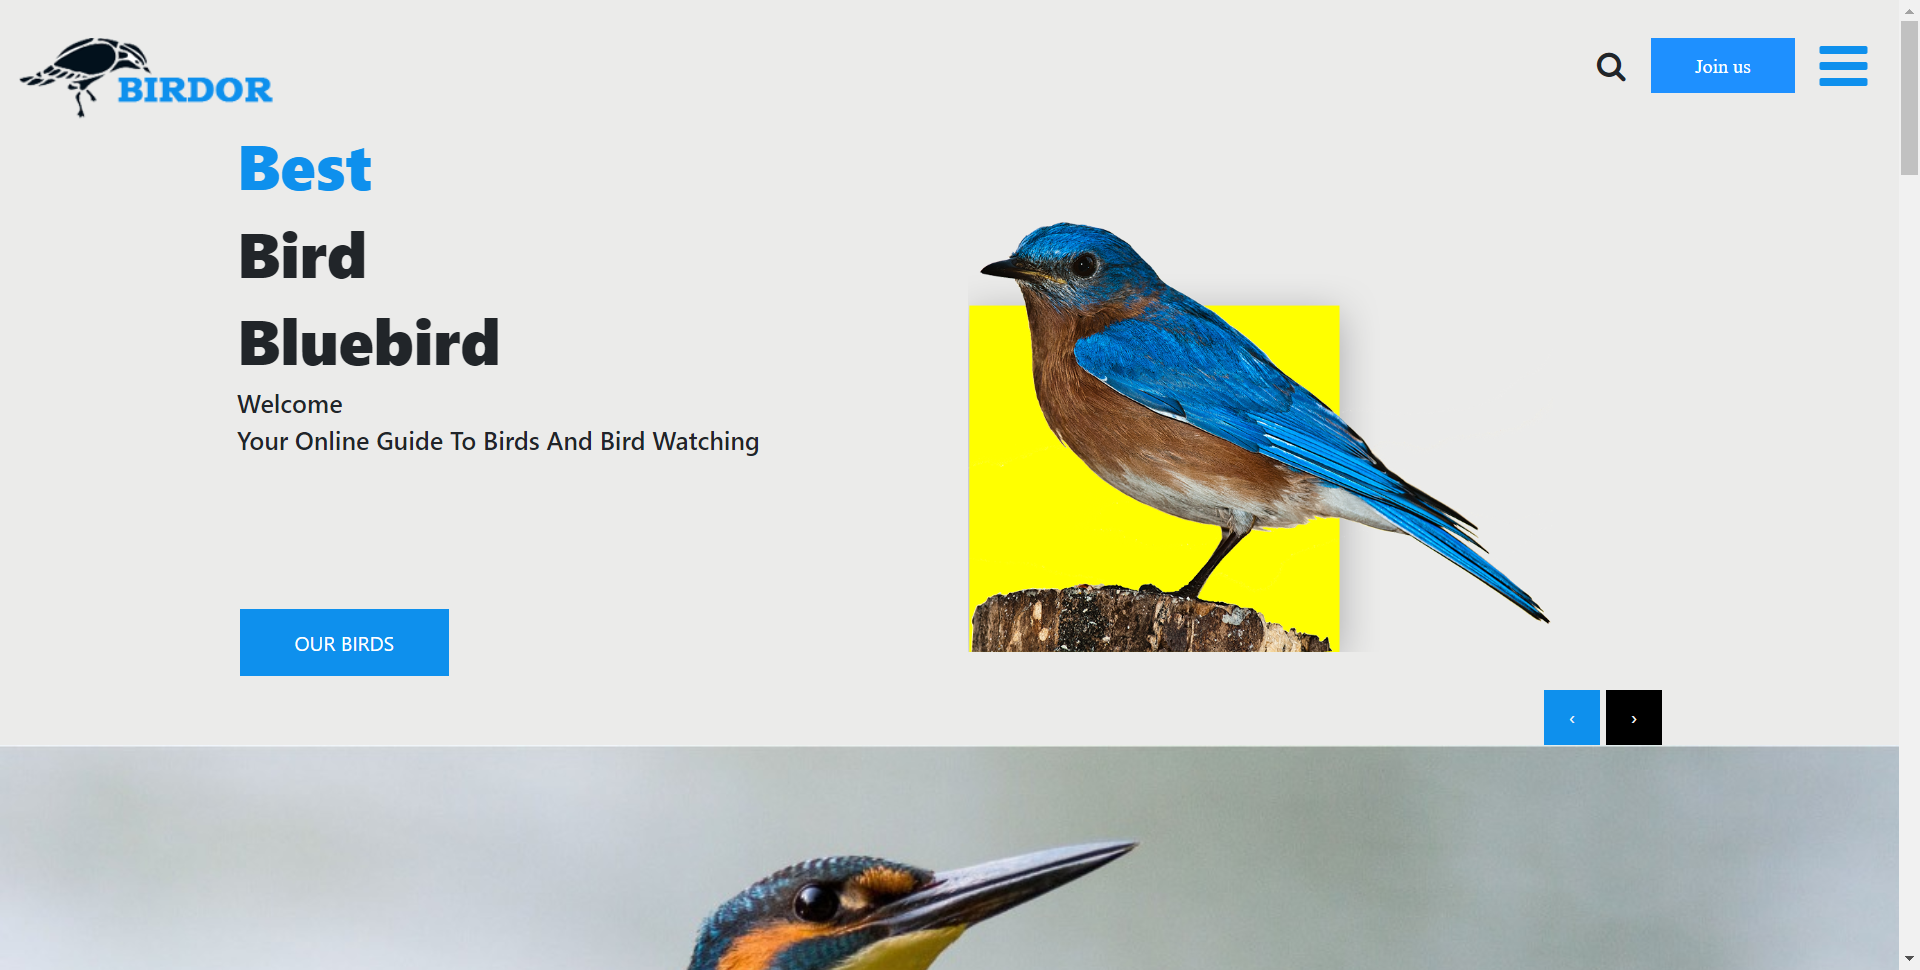 BIRDOR
Join us
Best
Bird
Bluebird
Welcome
Your Online Guide To Birds And Bird Watching
OUR BIRDS
‹ ›